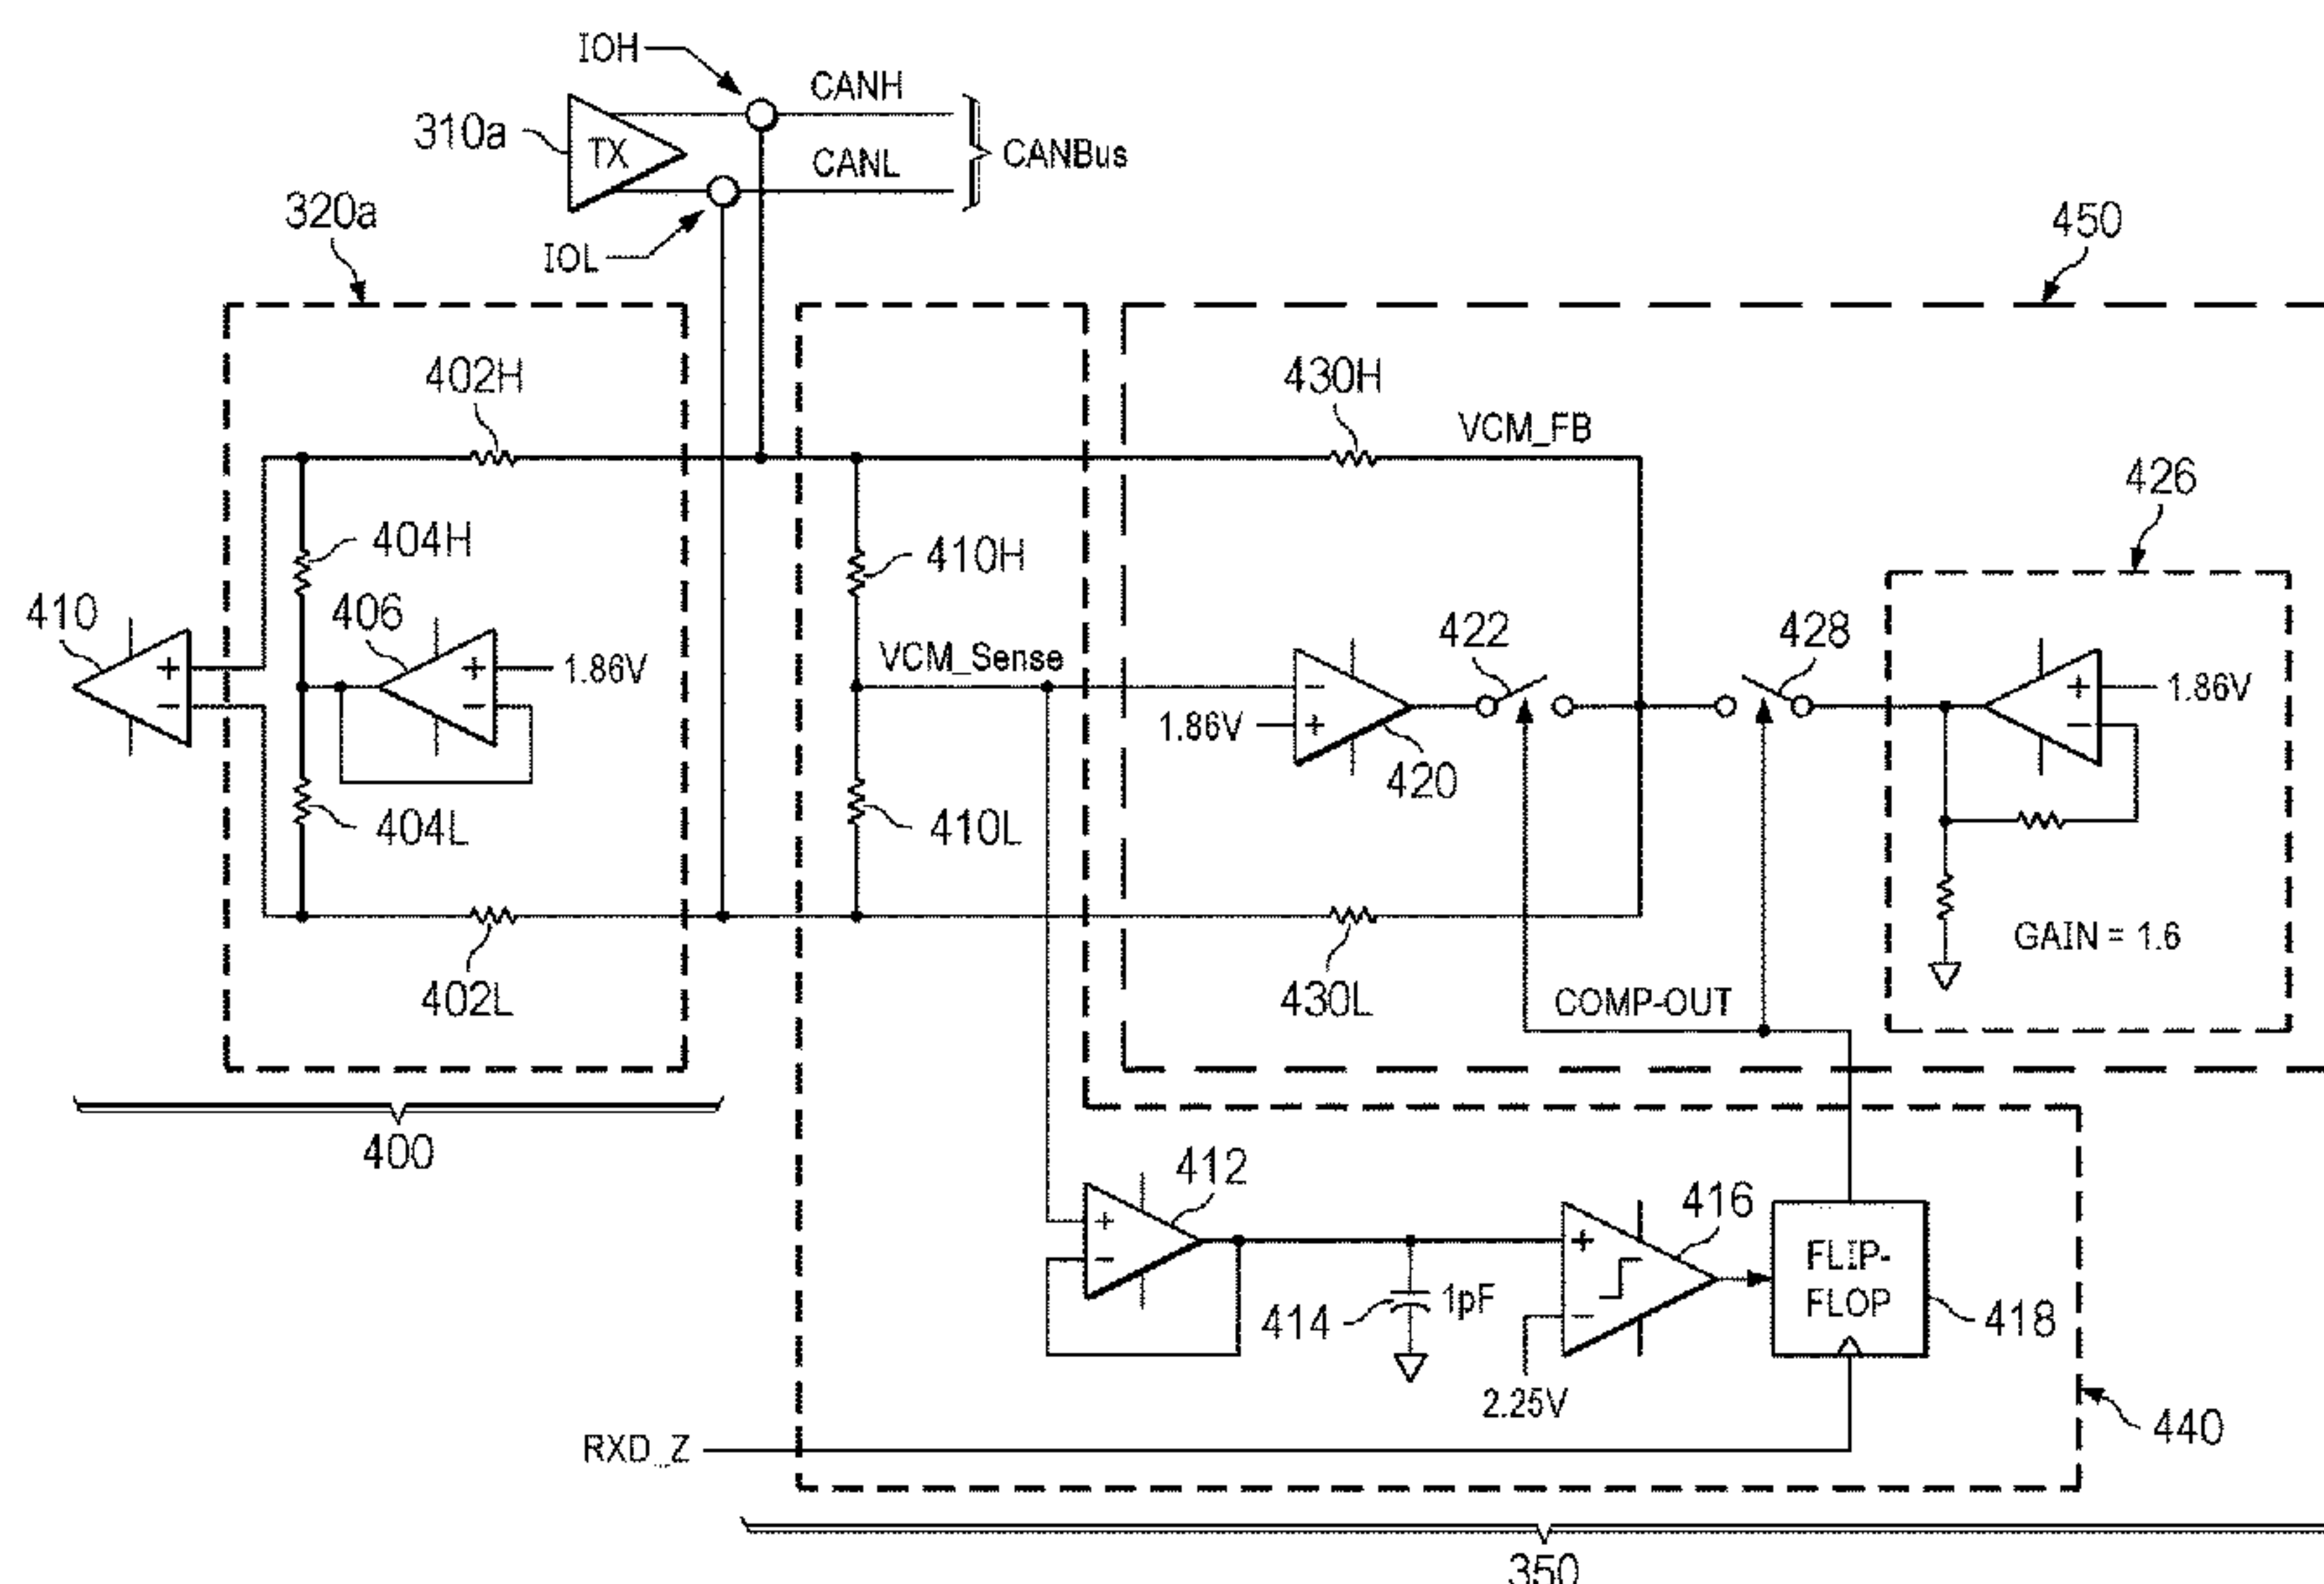 IOH
CANH
310a
TX
CANL
CANBus
320a
IOL
450
402H
430H
VCM_FB
426
404H
410H
410
406
1.86V
VCM_Sense
422
428
1.86V
1.86V
420
404L
410L
GAIN = 1.6
402L
430L
COMP-OUT
400
412
416
FLIP-
FLOP
414
1pF
418
2.25V
RXD_Z
440
350
+
−
+
−
−
+
+
−
+
−
+
−